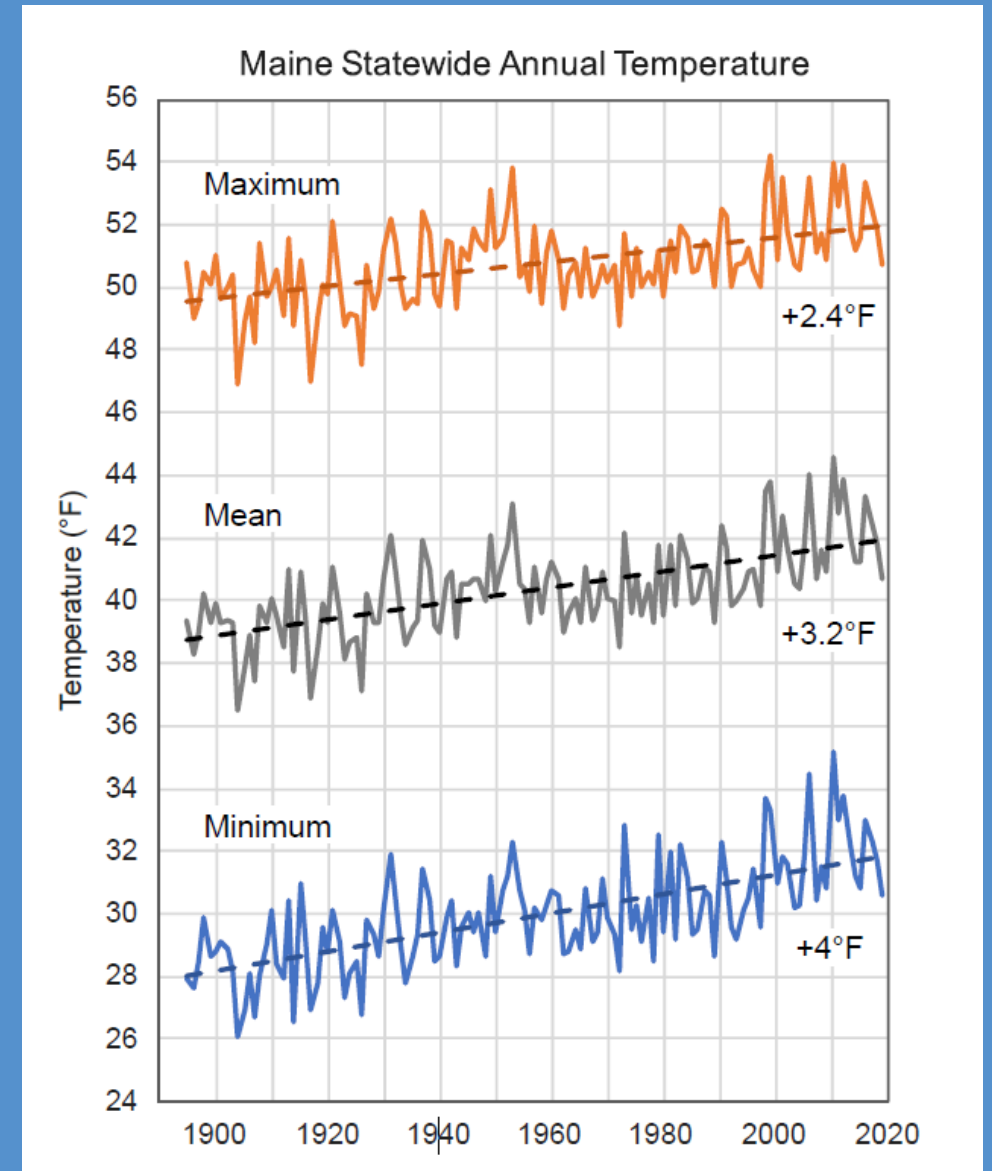 Maine Statewide Annual Temperature
56
54
Maximum
52
50
+2.4°F
48
46
44
Mean
42
40
+3.2°F
38
36
34
Minimum
32
30
+4°F
28
26
24
Temperature (°F)
1900 1920 1940 1960 1980 2000 2020